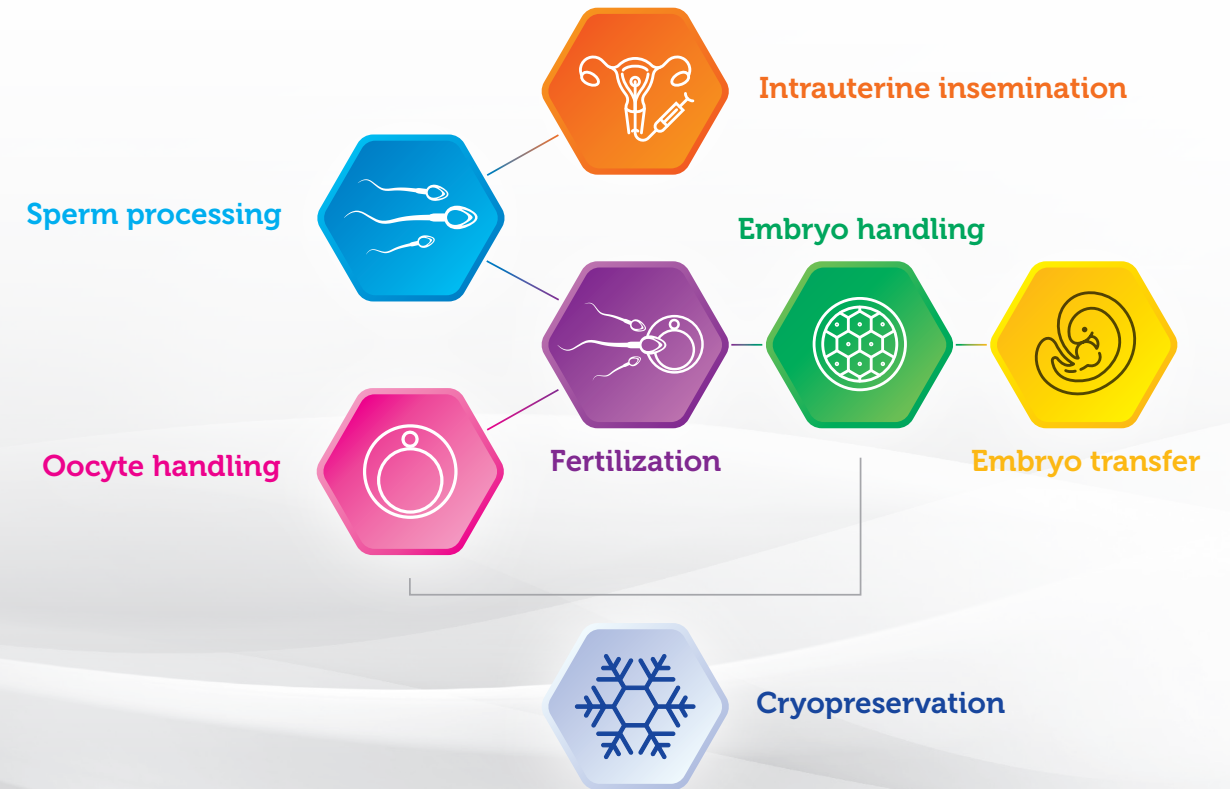 Intrauterine insemination
Sperm processing
Embryo handling
Oocyte handling
Fertilization
Embryo transfer
Cryopreservation